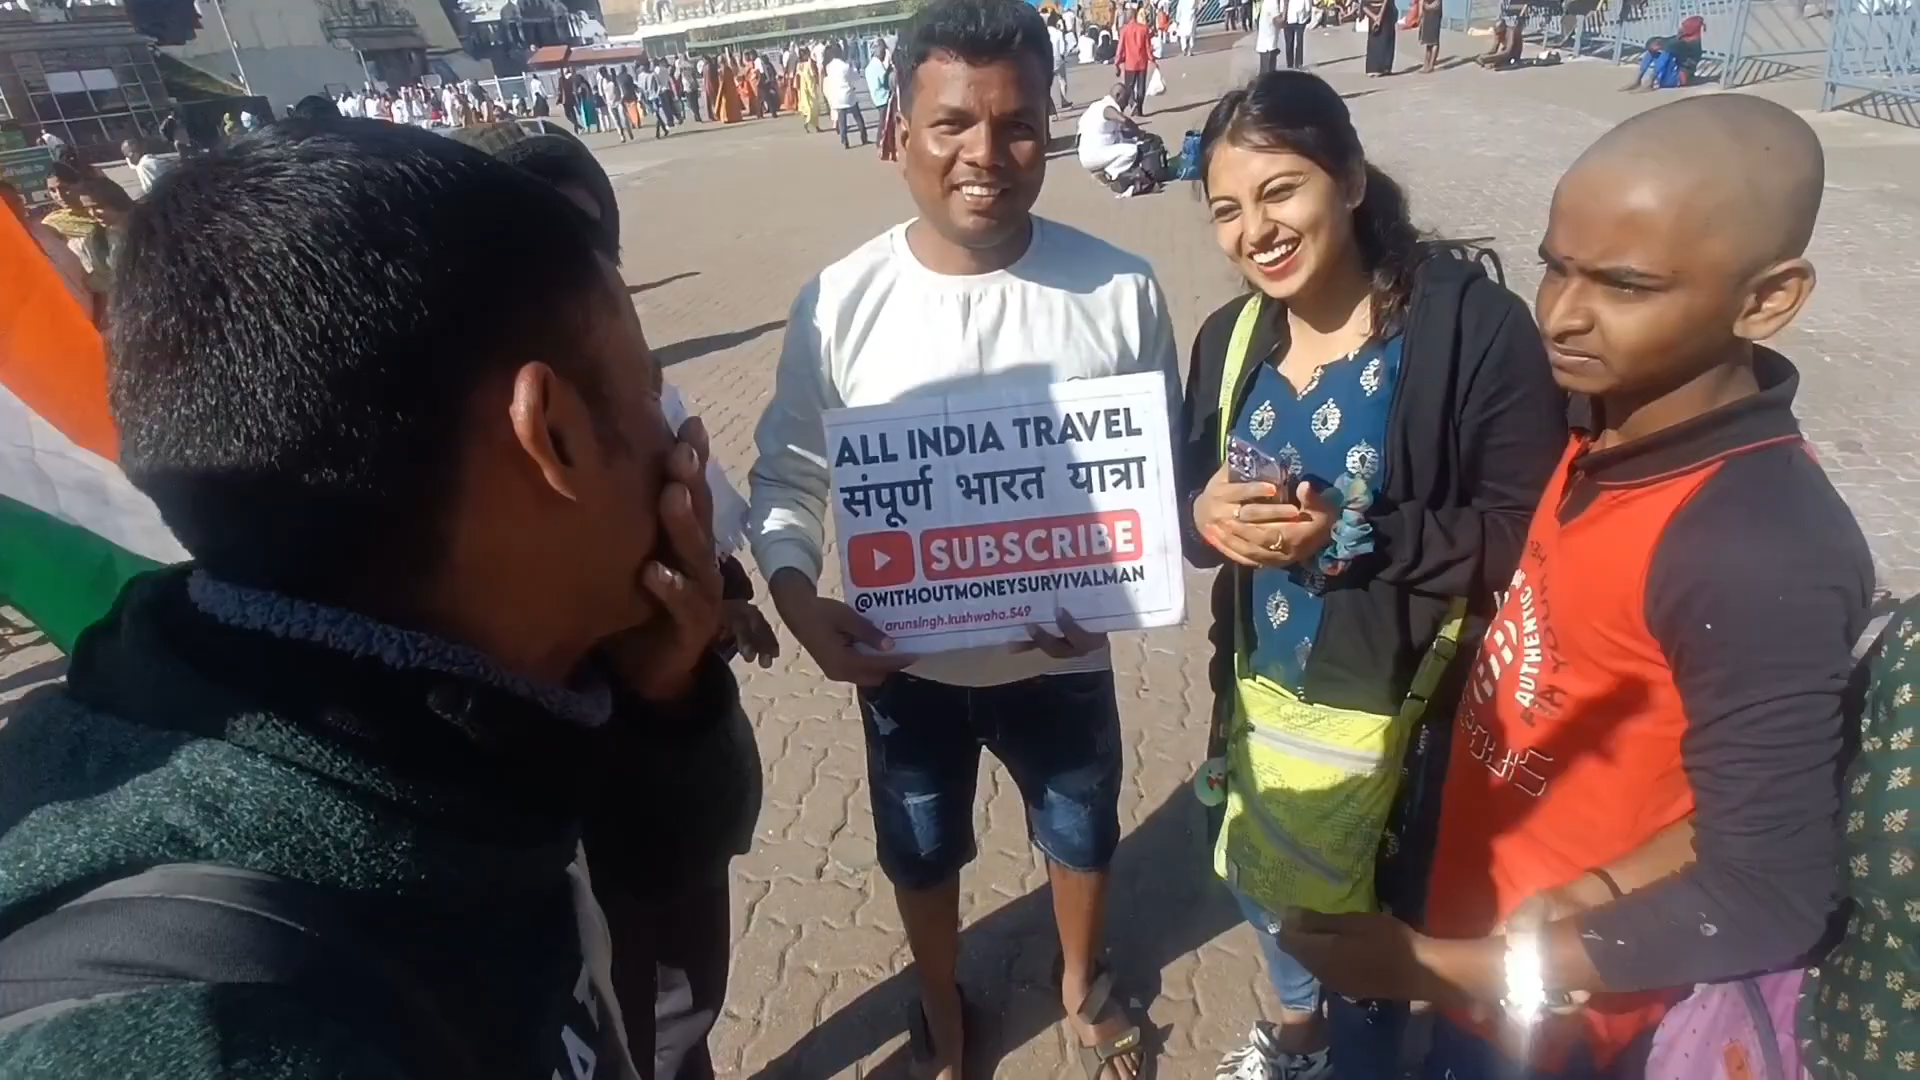 ALL INDIA TRAVEL
संपूर्ण भारत यात्रा
SUBSCRIBE
@WITHOUTMONEYSURVIVALMAN
/arunsingh.kushwaha.549
AUTHENTIC